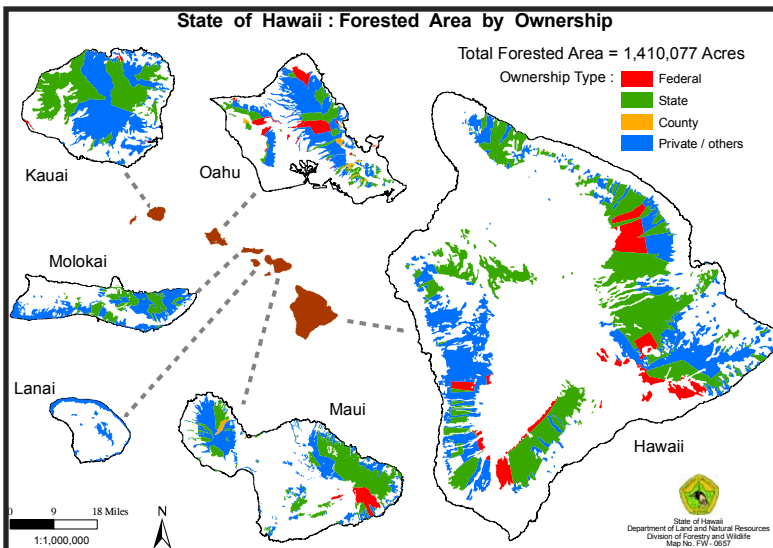 State of Hawaii : Forested Area by Ownership
Total Forested Area = 1,410,077 Acres
Ownership Type :
Federal
State
County
Private / others
Kauai
Oahu
Molokai
Lanai
Maui
Hawaii
0 9 18 Miles
1:1,000,000
N
State of Hawaii
Department of Land and Natural Resources
Division of Forestry and Wildlife
Map No. FW - 0657